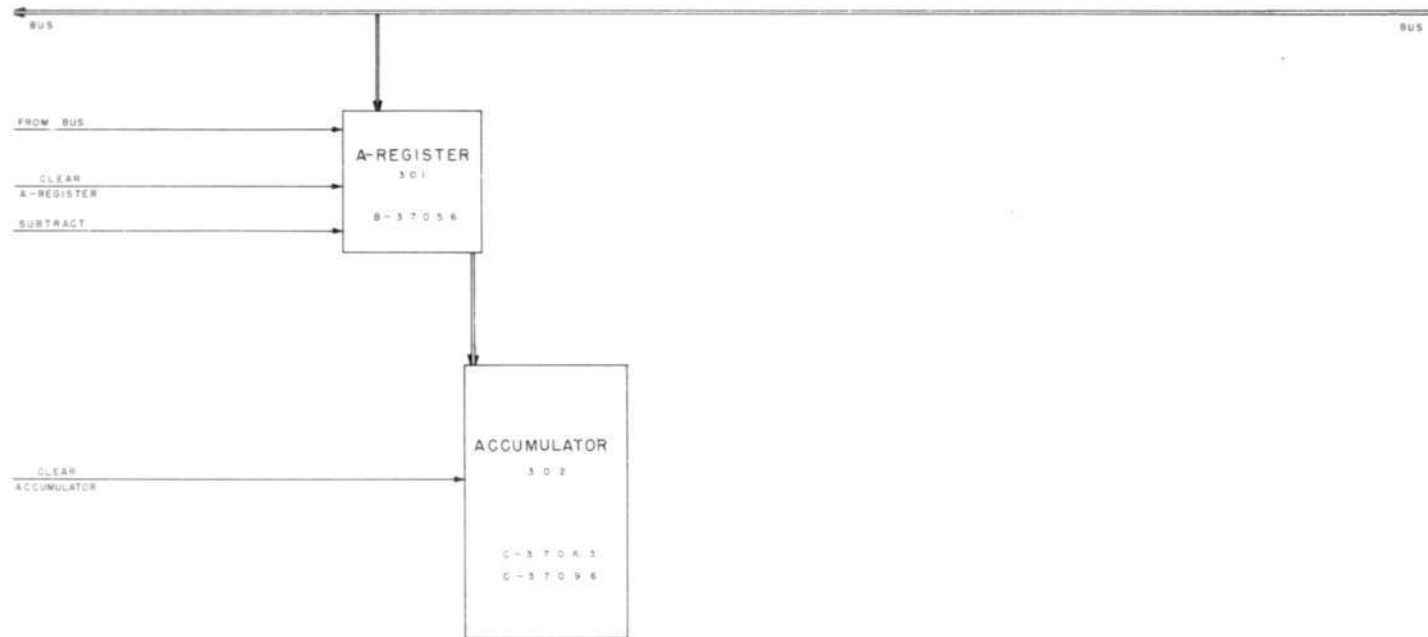 BUS
BUS
FROM BUS
A-REGISTER
301
CLEAR
A-REGISTER
B-37056
SUBTRACT
ACCUMULATOR
302
CLEAR
ACCUMULATOR
C-37063
C-37096